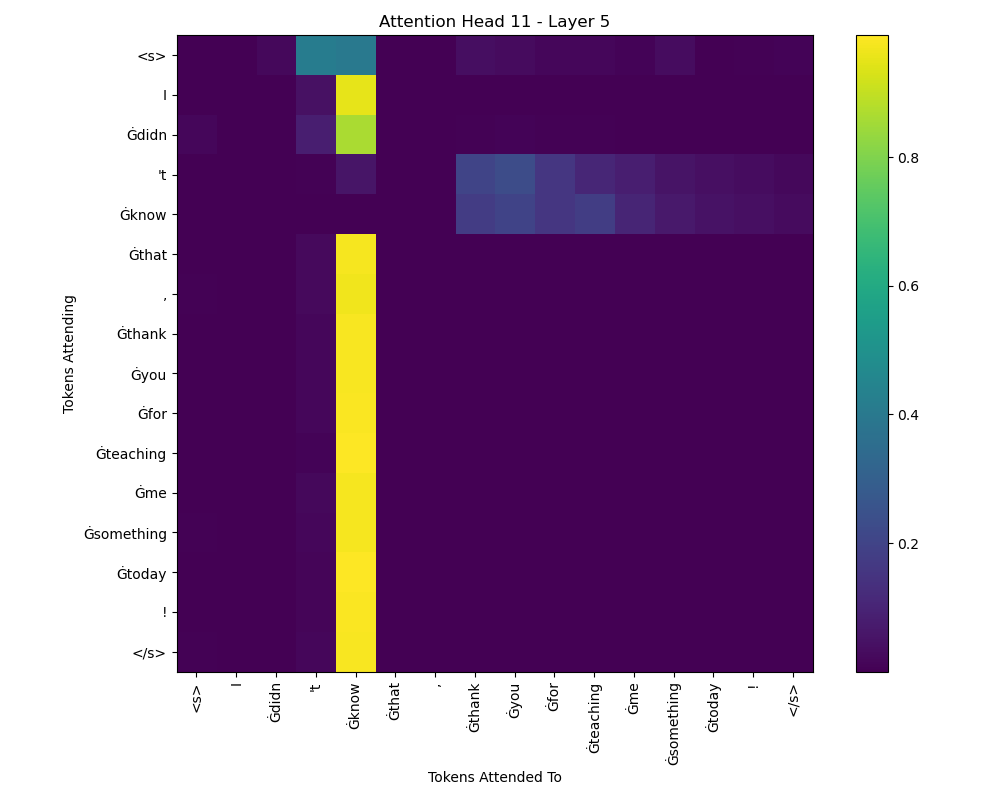 Attention Head 11 - Layer 5
Tokens Attending
<s>
I
Ġdidn
't
Ġknow
Ġthat
,
Ġthank
Ġyou
Ġfor
Ġteaching
Ġme
Ġsomething
Ġtoday
!
</s>
<s>
I
Ġdidn
't
Ġknow
Ġthat
,
Ġthank
Ġyou
Ġfor
Ġteaching
Ġme
Ġsomething
Ġtoday
!
</s>
Tokens Attended To
0.8
0.6
0.4
0.2